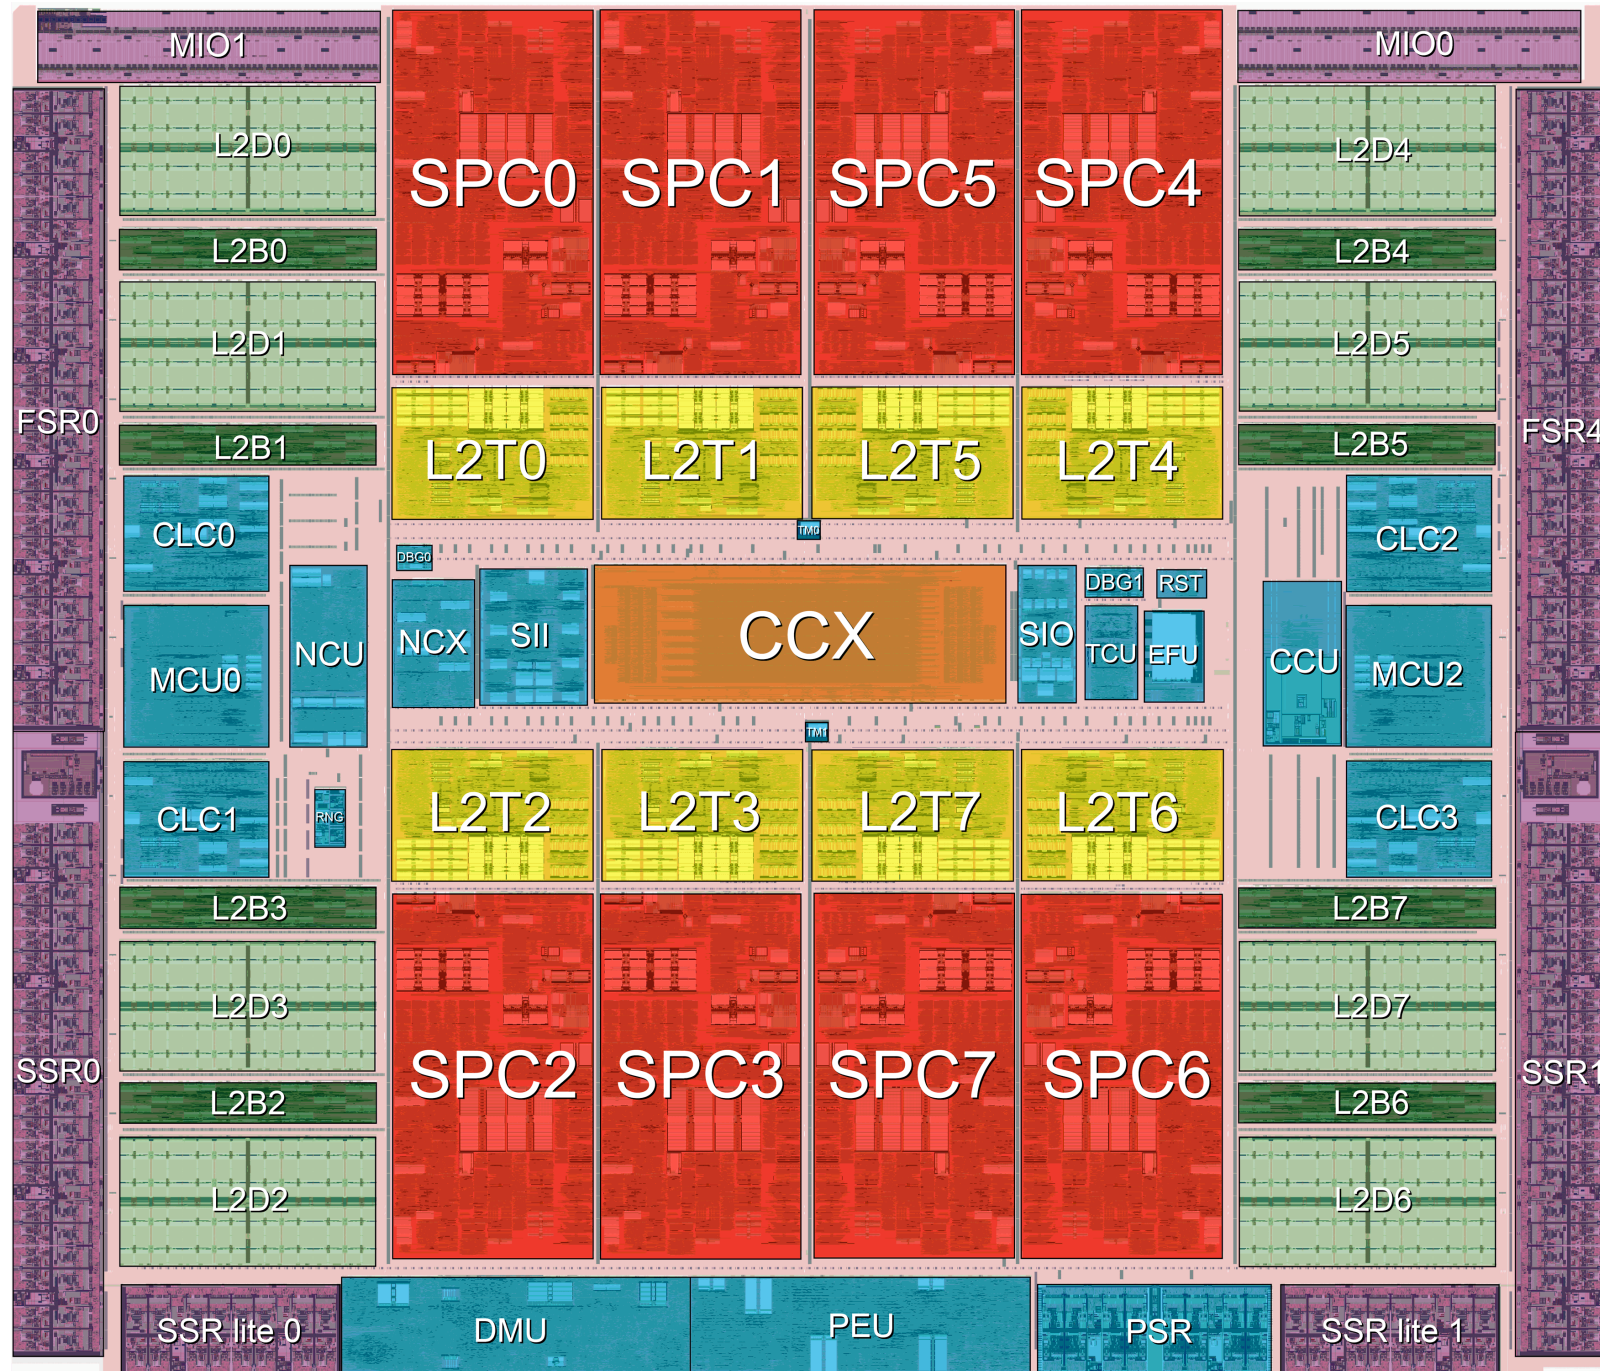 MIO1
MIO0
L2D0
SPC0
SPC1
SPC5
SPC4
L2D4
L2B0
L2B4
L2D1
L2D5
FSR0
FSR4
L2B1
L2T0
L2T1
L2T5
L2T4
L2B5
CLC0
TM0
CLC2
DBG0
DBG1
RST
NCX
SII
CCX
SIO
TCU
EFU
NCU
CCU
MCU0
MCU2
TM1
CLC1
RNG
L2T2
L2T3
L2T7
L2T6
CLC3
L2B3
L2B7
L2D3
L2D7
SSR0
SPC2
SPC3
SPC7
SPC6
SSR1
L2B2
L2B6
L2D2
L2D6
SSR lite 0
DMU
PEU
PSR
SSR lite 1